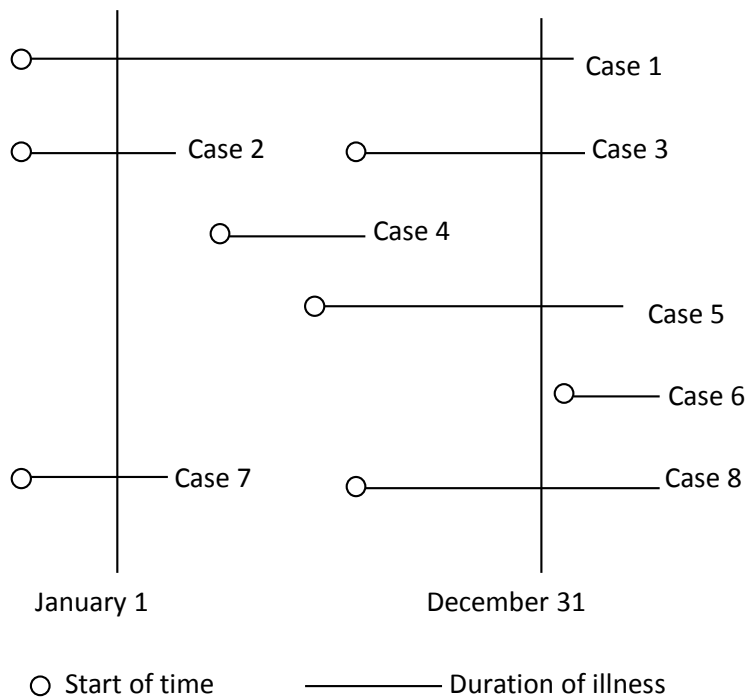 Case 1
Case 2
Case 3
Case 4
Case 5
Case 6
Case 7
Case 8
January 1
December 31
Start of time
Duration of illness